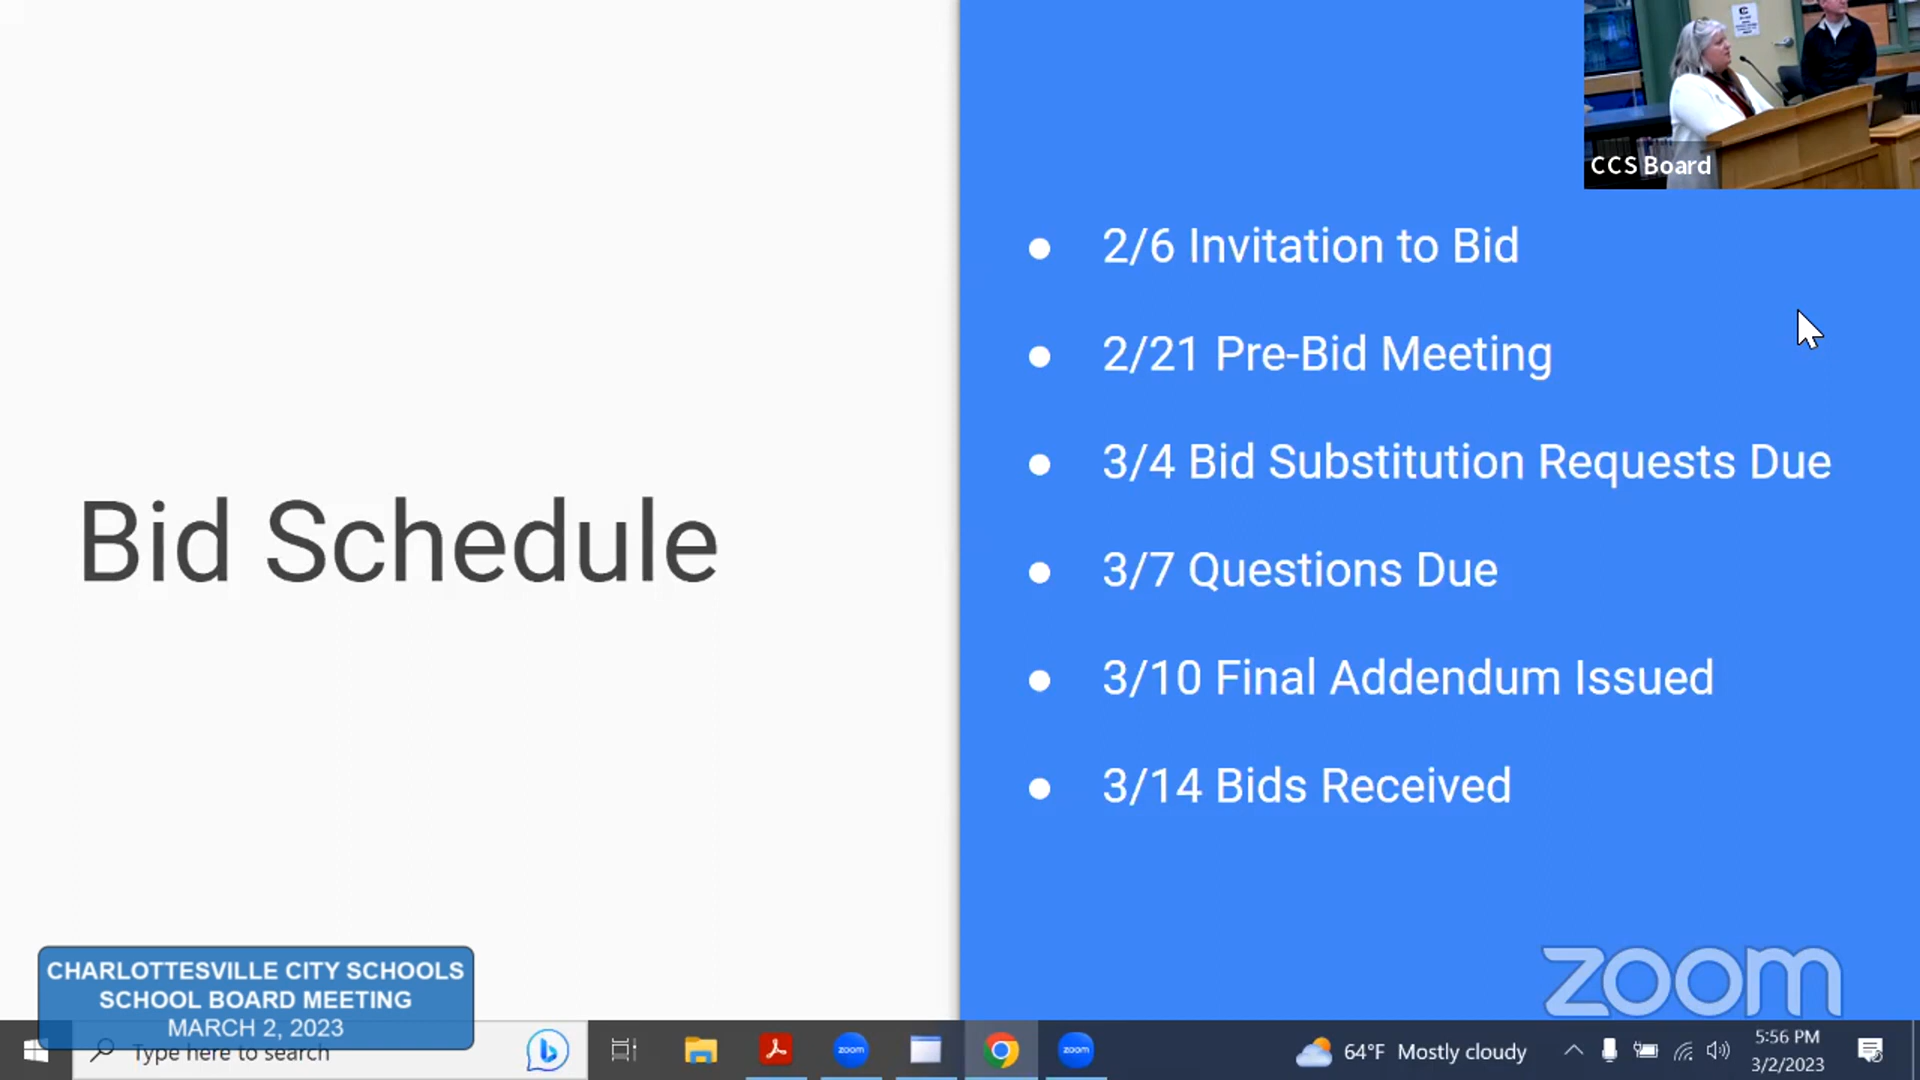 CCS Board
Bid Schedule
2/6 Invitation to Bid
2/21 Pre-Bid Meeting
3/4 Bid Substitution Requests Due
3/7 Questions Due
3/10 Final Addendum Issued
3/14 Bids Received
CHARLOTTESVILLE CITY SCHOOLS
SCHOOL BOARD MEETING
MARCH 2, 2023
zoom
Type here to search
zoom
zoom
64°F Mostly cloudy
5:56 PM
3/2/2023